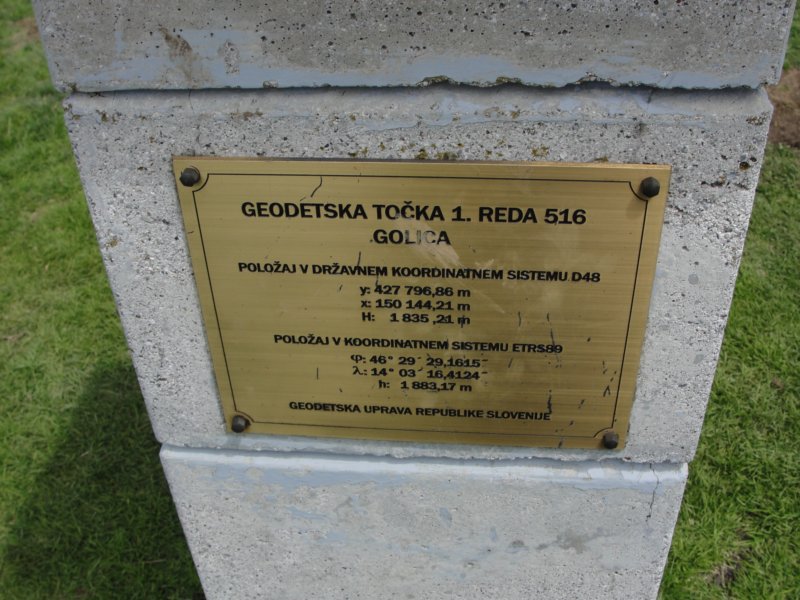 GEODETSKA TOČKA 1. REDA 516
GOLICA
POLOŽAJ V DRŽAVNEM KOORDINATNEM SISTEMU D48
y: 427 796,86 m
x: 150 144,21 m
H: 1 835 ,21 m
POLOŽAJ V KOORDINATNEM SISTEMU ETRS89
φ: 46° 29´ 29,1615˝
λ.: 14° 03´ 16,4124˝
h: 1 883,17 m
GEODETSKA UPRAVA REPUBLIKE SLOVENIJE